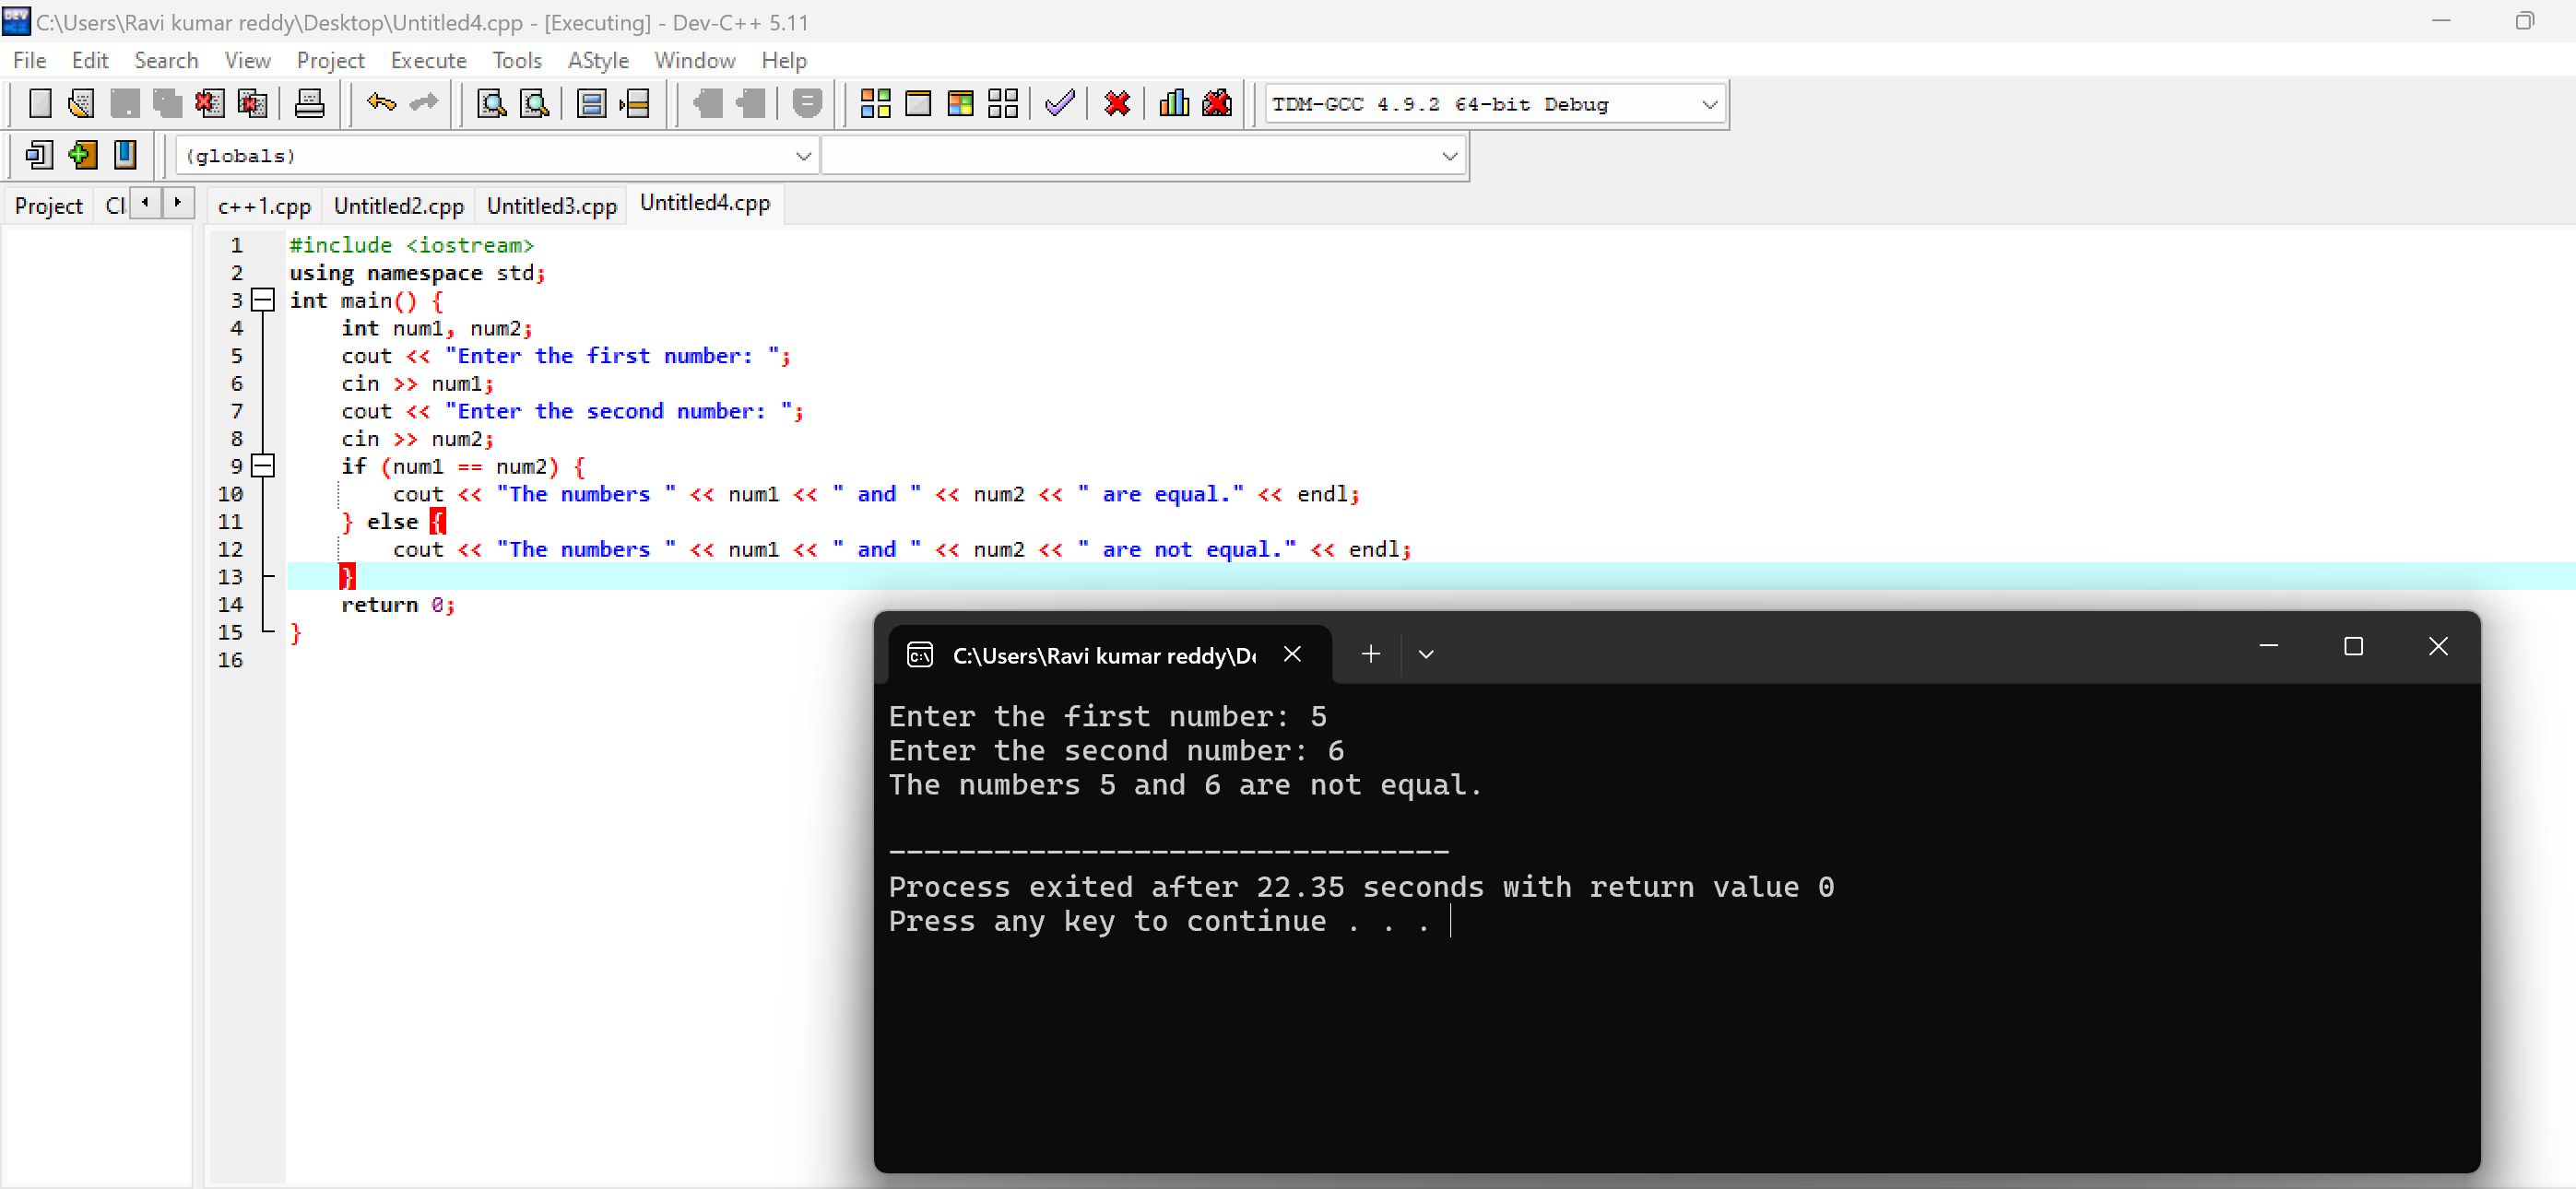 C:\Users\Ravi kumar reddy\Desktop\Untitled4.cpp - [Executing] - Dev-C++ 5.11
File Edit Search View Project Execute Tools AStyle Window Help
TDM-GCC 4.9.2 64-bit Debug
(globals)
Project Cl c++1.cpp Untitled2.cpp Untitled3.cpp Untitled4.cpp
1 #include <iostream>
2 using namespace std;
3 int main() {
4 int num1, num2;
5 cout << "Enter the first number: ";
6 cin >> num1;
7 cout << "Enter the second number: ";
8 cin >> num2;
9 if (num1 == num2) {
10 cout << "The numbers " << num1 << " and " << num2 << " are equal." << endl;
11 } else {
12 cout << "The numbers " << num1 << " and " << num2 << " are not equal." << endl;
13 }
14 return 0;
15 }
16
C:\Users\Ravi kumar reddy\De
Enter the first number: 5
Enter the second number: 6
The numbers 5 and 6 are not equal.
--------------------------------
Process exited after 22.35 seconds with return value 0
Press any key to continue . . .